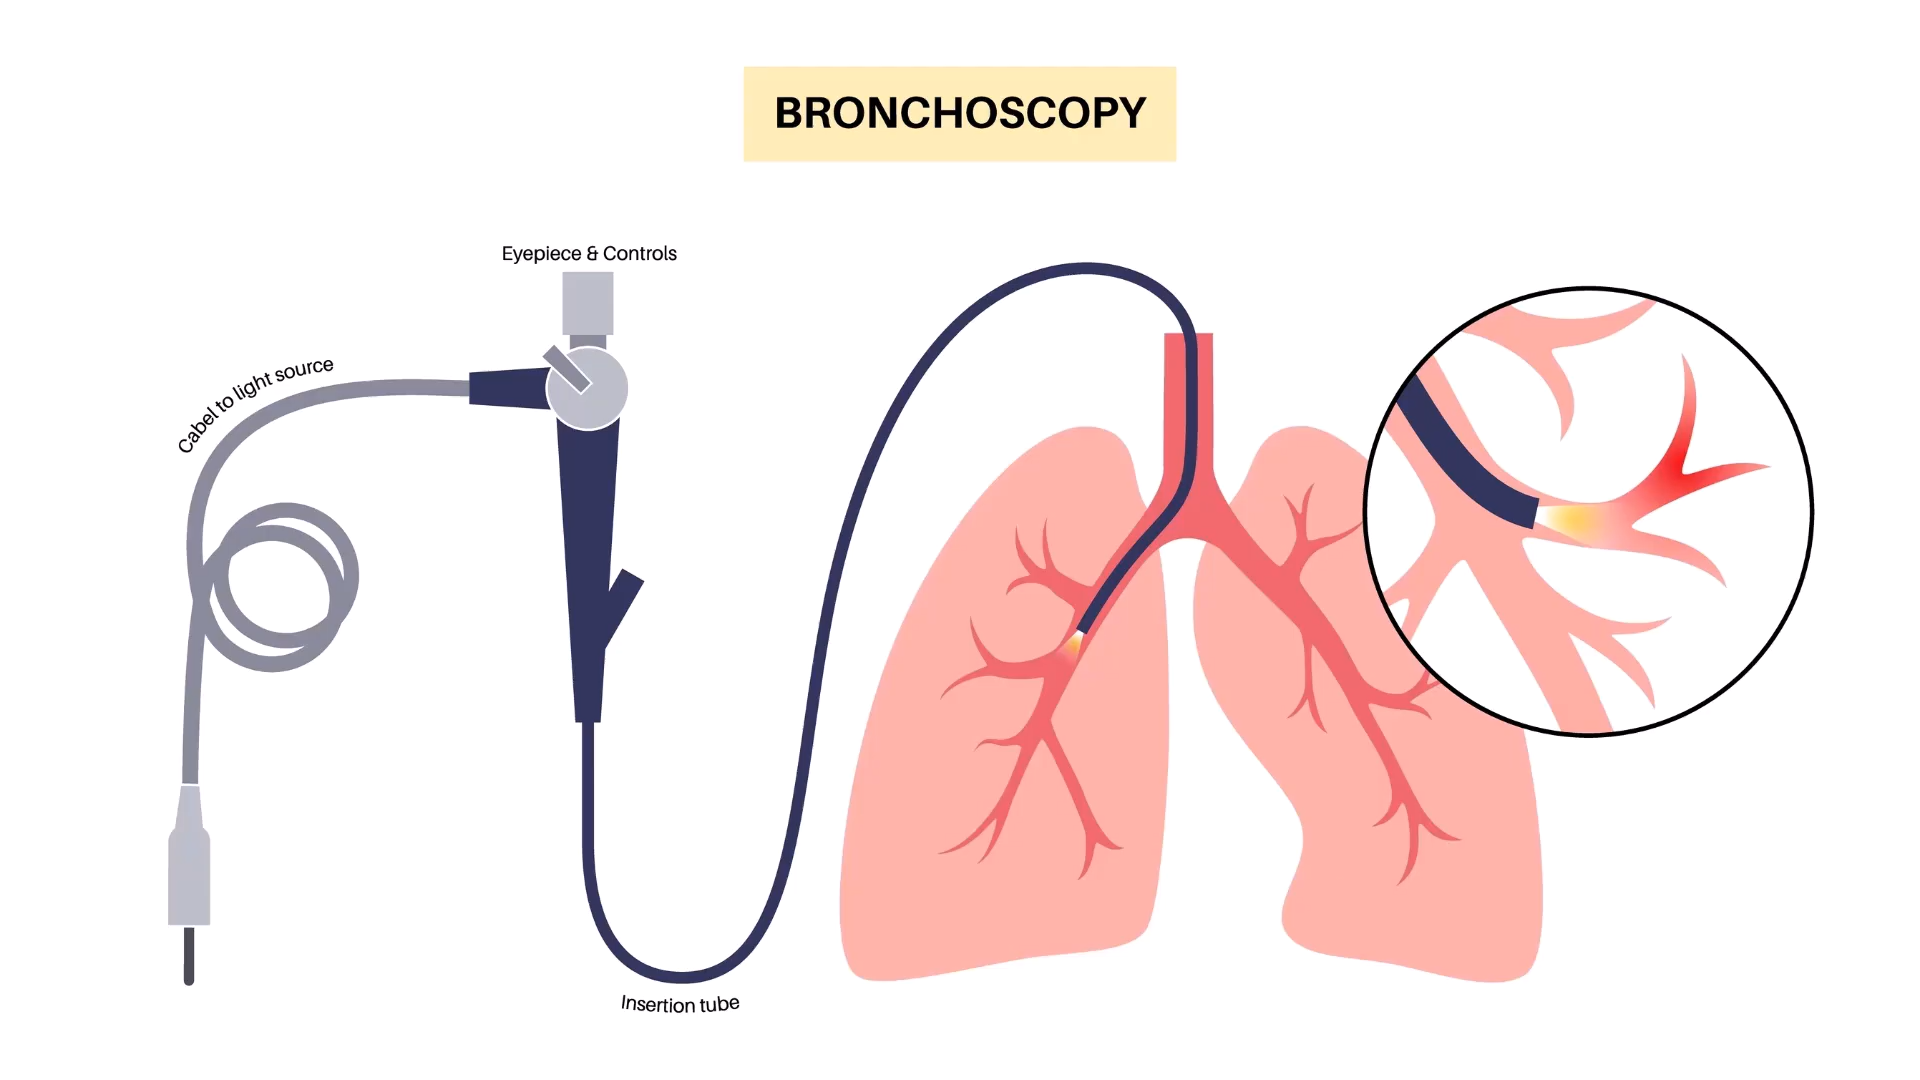 BRONCHOSCOPY
Eyepiece & Controls
Cabel to light source
Insertion tube